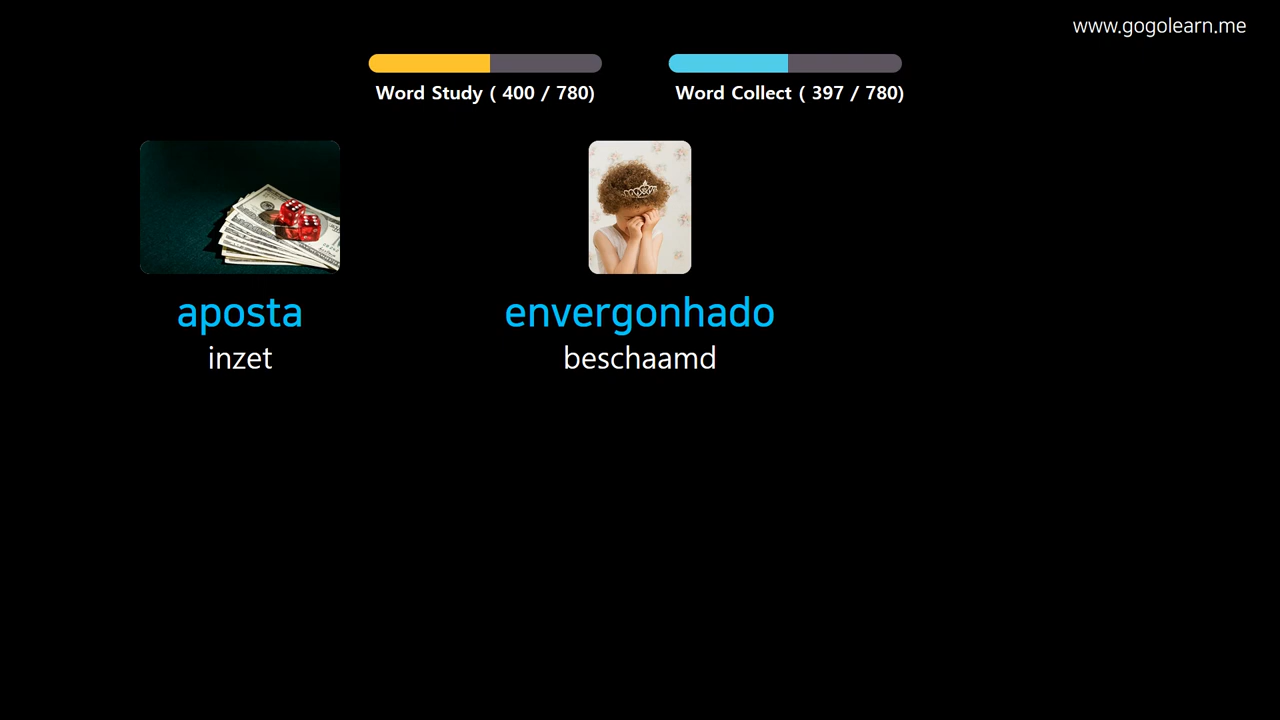 www.gogolearn.me
Word Study ( 400 / 780)
Word Collect ( 397 / 780)
aposta
inzet
envergonhado
beschaamd